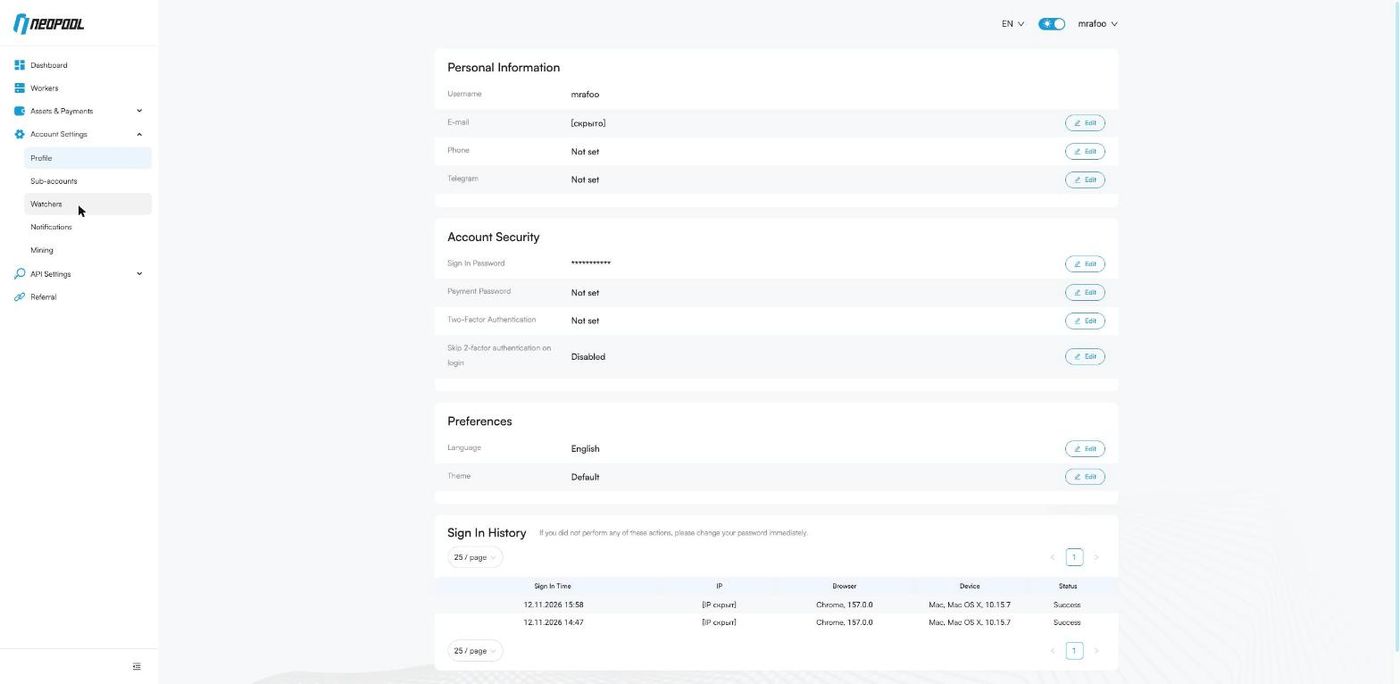 NEOPOOL
EN
mrafoo
Dashboard
Workers
Assets & Payments
Account Settings
Profile
Sub-accounts
Watchers
Notifications
Mining
API Settings
Referral
Personal Information
Username mrafoo
E-mail [скрыто] Edit
Phone Not set Edit
Telegram Not set Edit
Account Security
Sign In Password *********** Edit
Payment Password Not set Edit
Two-Factor Authentication Not set Edit
Skip 2-factor authentication on
login
Disabled Edit
Preferences
Language English Edit
Theme Default Edit
Sign In History If you did not perform any of these actions, please change your password immediately.
25 / page 1
Sign In Time IP Browser Device Status
12.11.2026 15:58 [IP скрыт] Chrome, 157.0.0 Mac, Mac OS X, 10.15.7 Success
12.11.2026 14:47 [IP скрыт] Chrome, 157.0.0 Mac, Mac OS X, 10.15.7 Success
25 / page 1